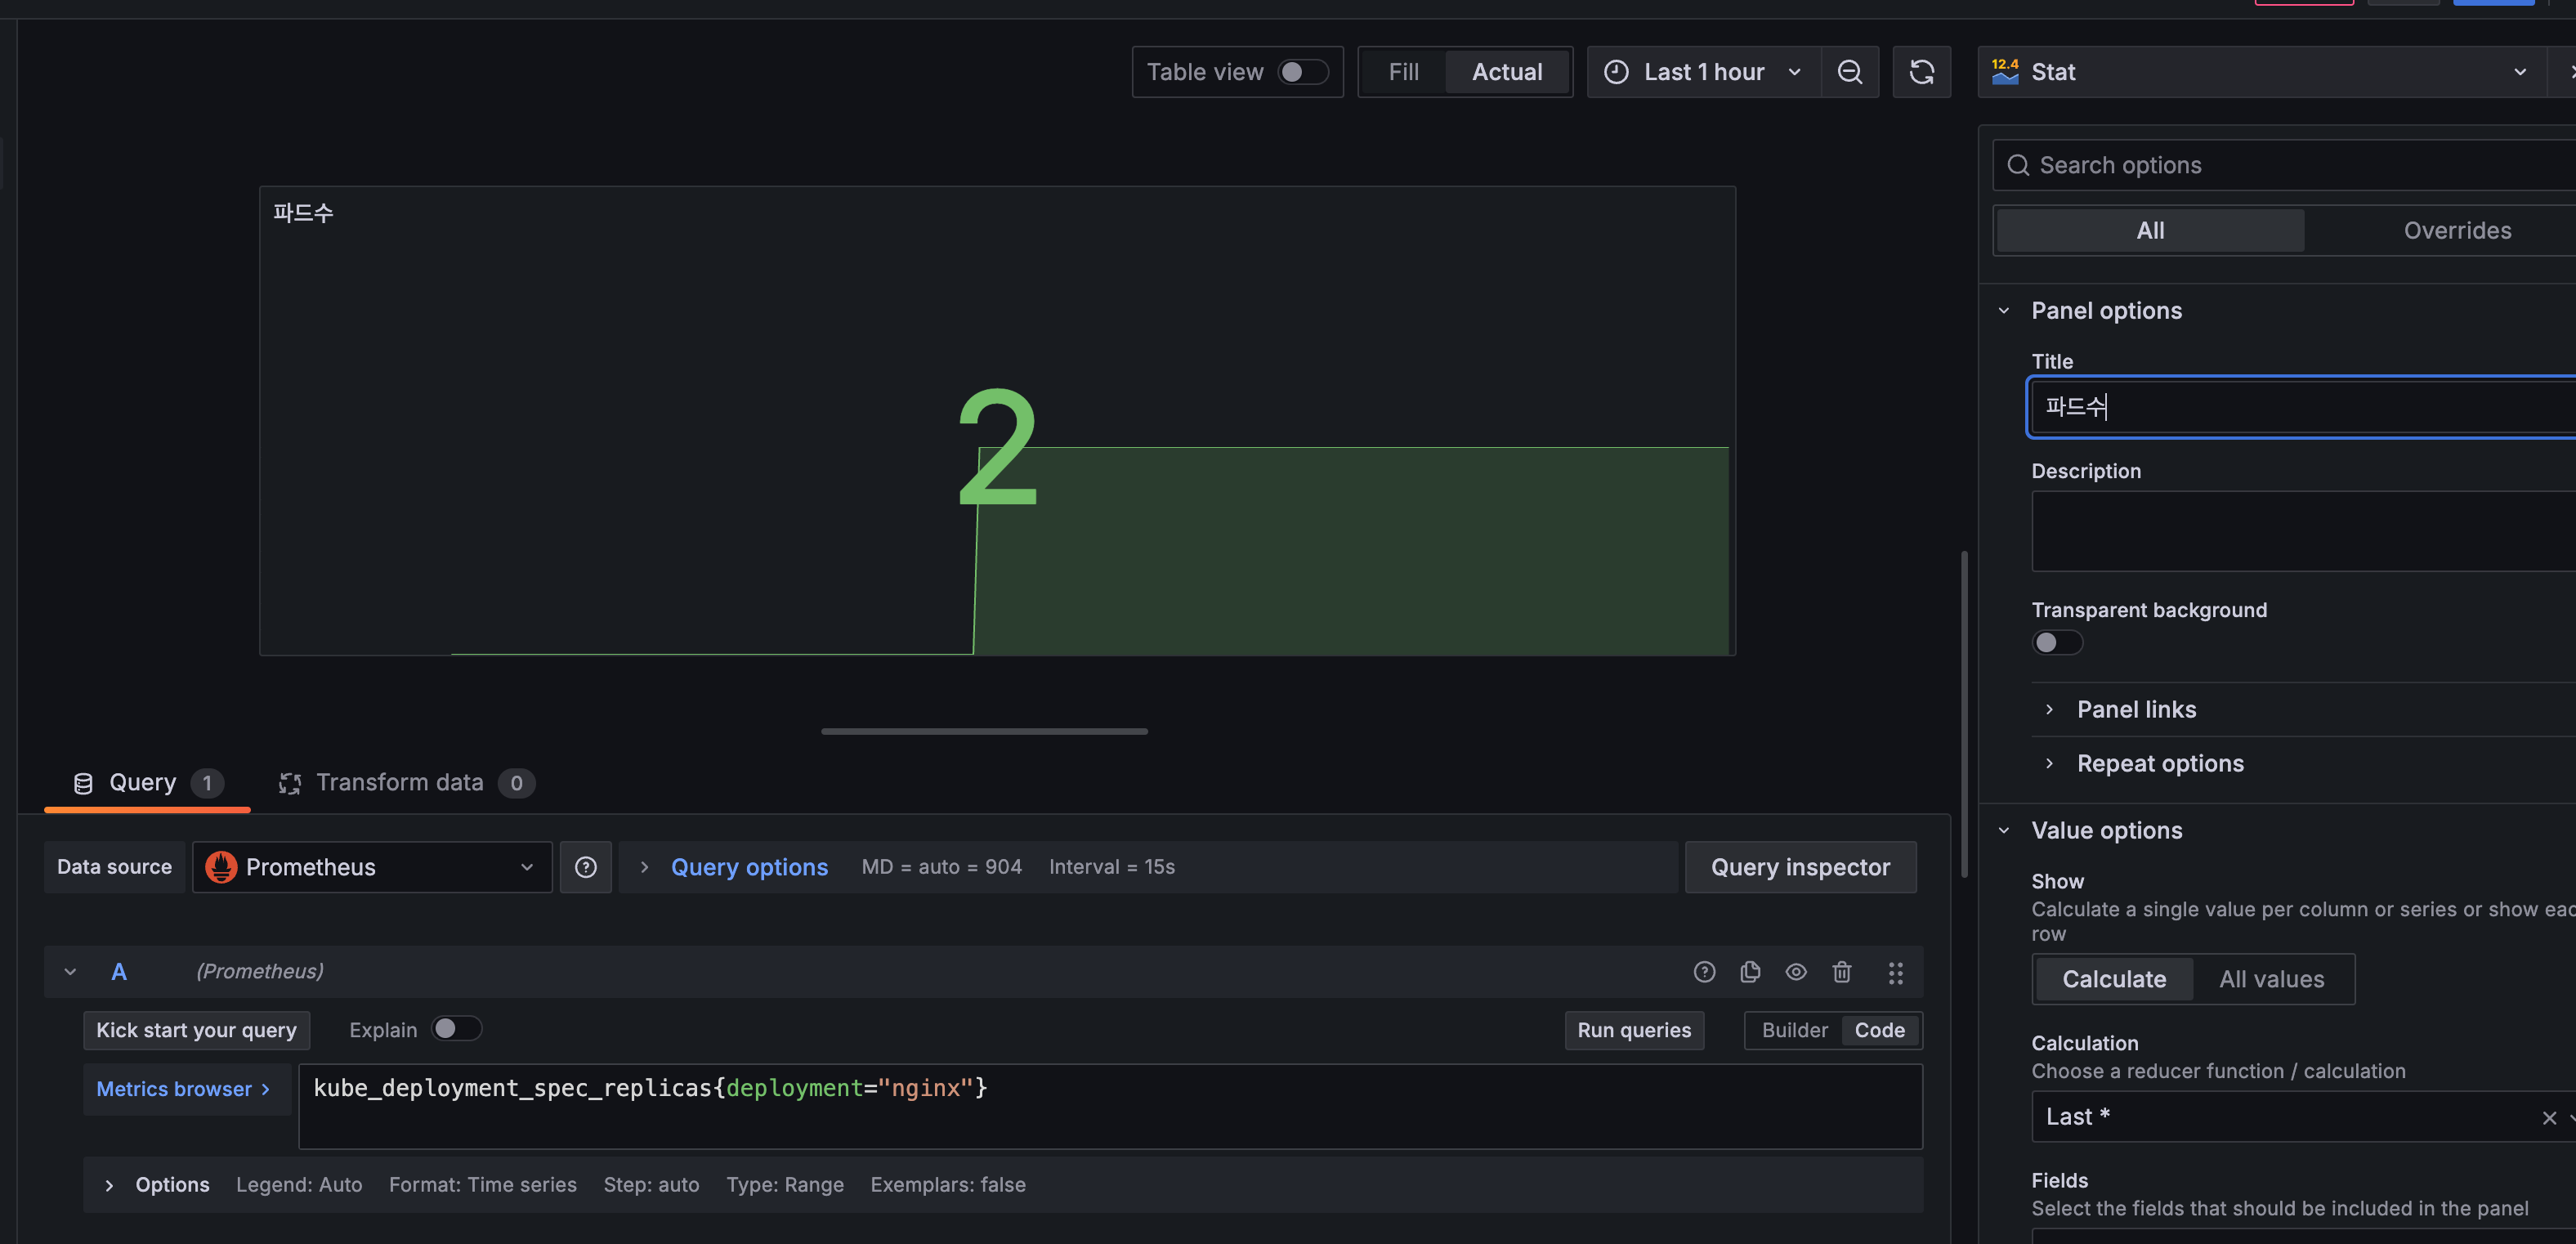 Table view
Fill
Actual
Last 1 hour
12.4
Stat
Search options
All
Overrides
파드수
2
Panel options
Title
파드수
Description
Transparent background
Panel links
Repeat options
Query 1
Transform data 0
Data source
Prometheus
Query options
MD = auto = 904
Interval = 15s
Query inspector
A
(Prometheus)
Kick start your query
Explain
Run queries
Builder
Code
Metrics browser >
kube_deployment_spec_replicas{deployment="nginx"}
Options
Legend: Auto
Format: Time series
Step: auto
Type: Range
Exemplars: false
Value options
Show
Calculate a single value per column or series or show eac
row
Calculate
All values
Calculation
Choose a reducer function / calculation
Last *
Fields
Select the fields that should be included in the panel